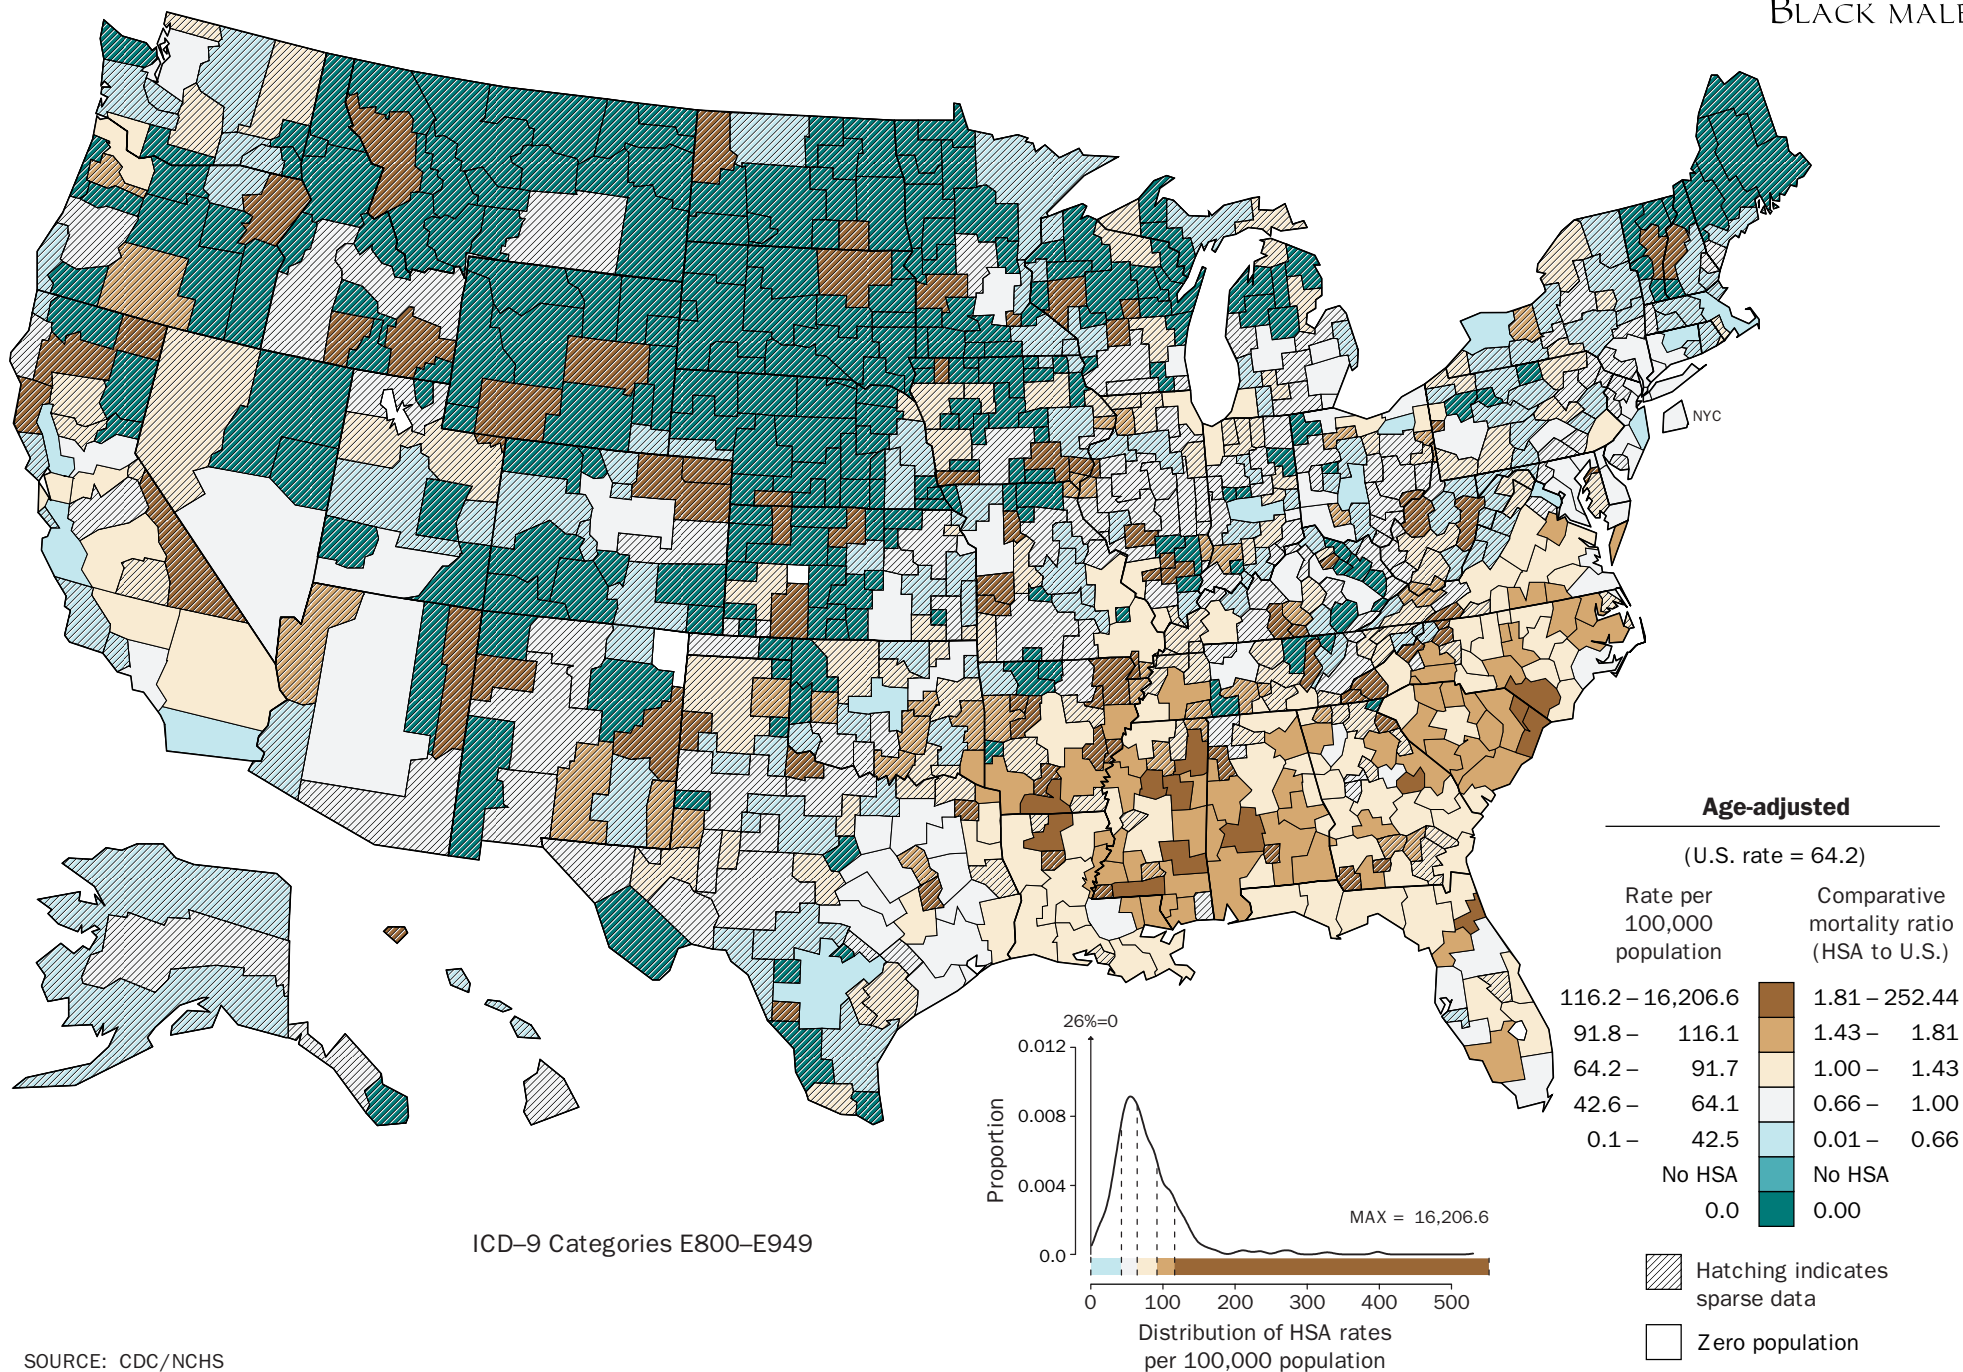 BLACK MALE
NYC
Age-adjusted
(U.S. rate = 64.2)
Rate per 100,000 population
Comparative mortality ratio (HSA to U.S.)
116.2 – 16,206.6 1.81 – 252.44
91.8 – 116.1 1.43 – 1.81
64.2 – 91.7 1.00 – 1.43
42.6 – 64.1 0.66 – 1.00
0.1 – 42.5 0.01 – 0.66
No HSA No HSA
0.0 0.00
Hatching indicates
sparse data
Zero population
26%=0
0.012
0.008
0.004
0.0
Proportion
MAX = 16,206.6
0 100 200 300 400 500
Distribution of HSA rates
per 100,000 population
ICD–9 Categories E800–E949
SOURCE: CDC/NCHS